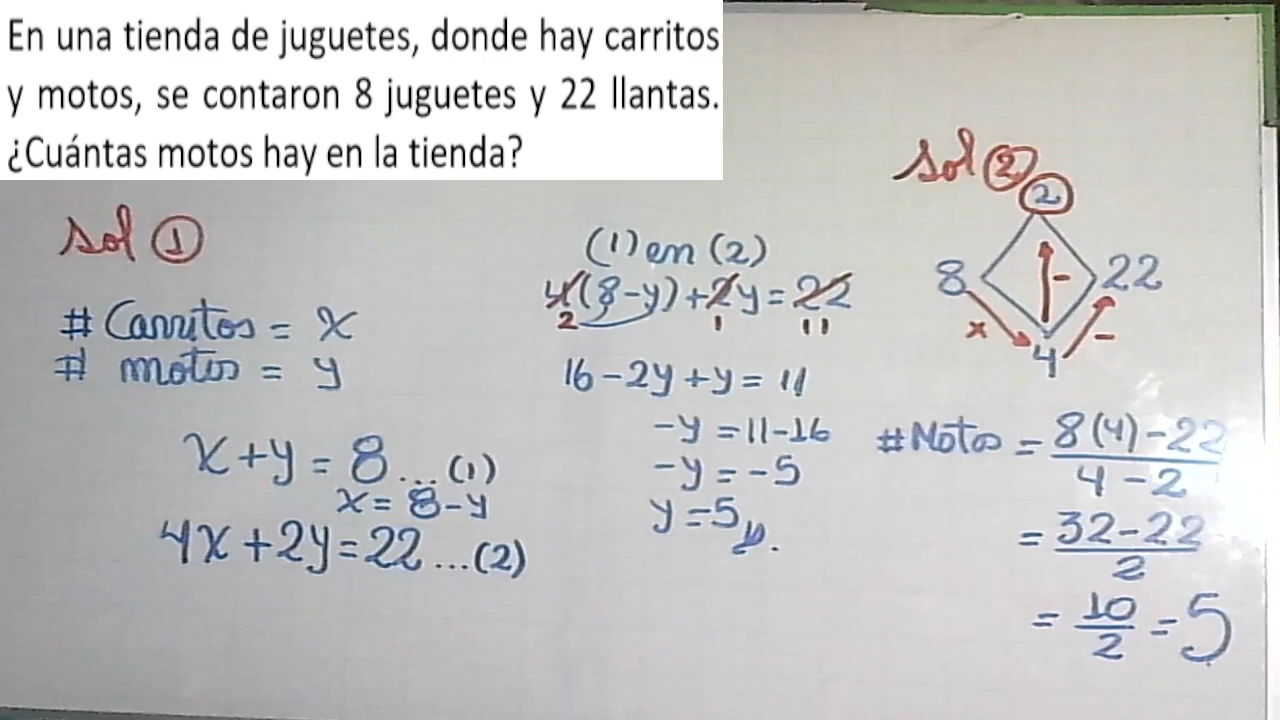 En una tienda de juguetes, donde hay carritos
y motos, se contaron 8 juguetes y 22 llantas.
¿Cuántas motos hay en la tienda?
Sol 1
# Carritos = x
# motos = y
x+y=8...(1)
x=8-y
4x+2y=22...(2)
(1) en (2)
4(8-y)+2y=22
2 1 11
16-2y+y=11
-y=11-16
-y=-5
y=5
Sol 2
2
8 - 22
x -
4
#Motos = 8(4)-22
4-2
= 32-22
2
= 10 = 5
2